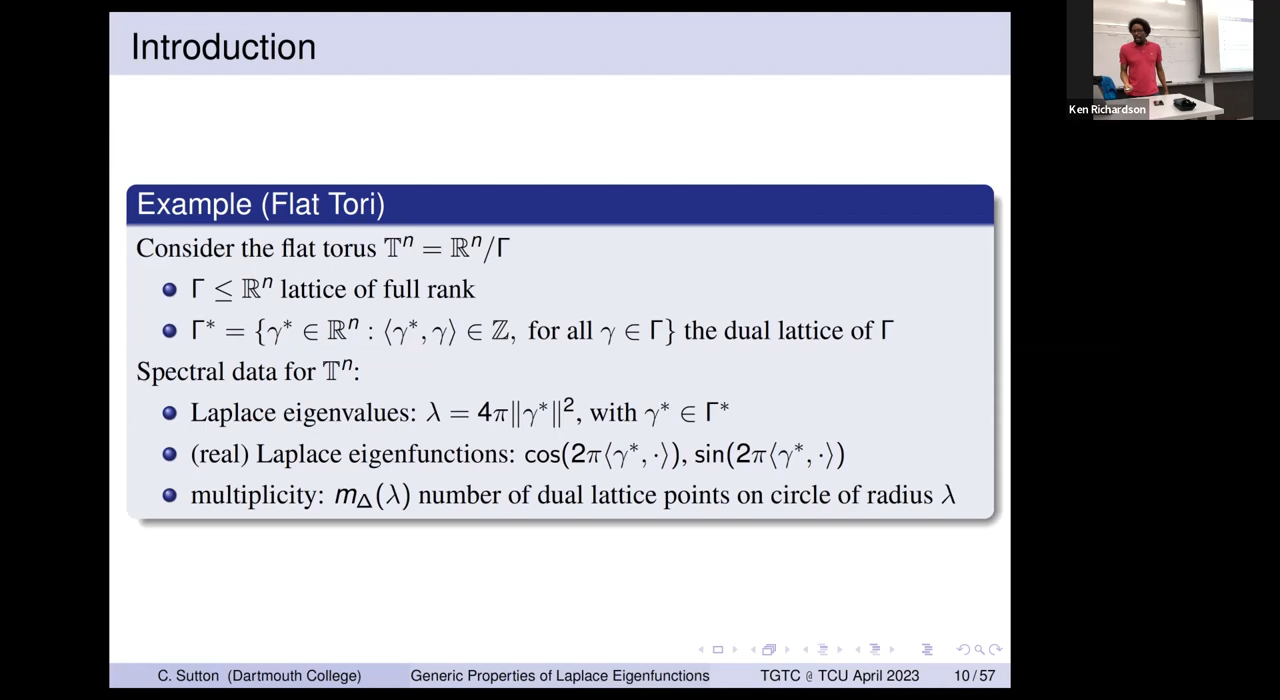 Introduction
Ken Richardson
Example (Flat Tori)
Consider the flat torus 𝕋ⁿ = ℝⁿ/Γ
Γ ≤ ℝⁿ lattice of full rank
Γ* = {γ* ∈ ℝⁿ : ⟨γ*, γ⟩ ∈ ℤ, for all γ ∈ Γ} the dual lattice of Γ
Spectral data for 𝕋ⁿ:
Laplace eigenvalues: λ = 4π‖γ*‖², with γ* ∈ Γ*
(real) Laplace eigenfunctions: cos(2π⟨γ*, ·⟩), sin(2π⟨γ*, ·⟩)
multiplicity: m_Δ(λ) number of dual lattice points on circle of radius λ
C. Sutton (Dartmouth College) Generic Properties of Laplace Eigenfunctions TGTC @ TCU April 2023 10 / 57